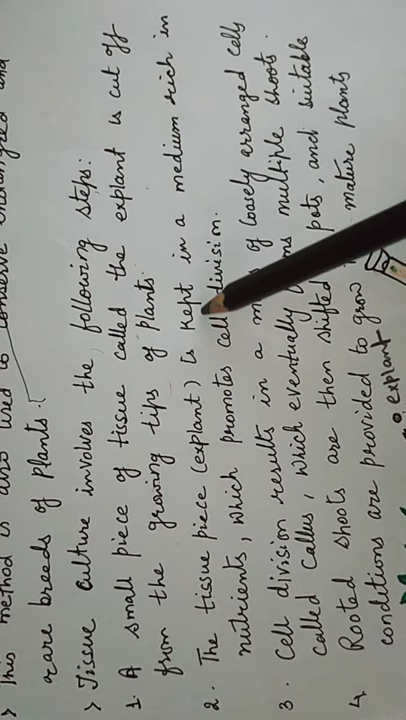 > This method is also used to conserve endangered and
rare breeds of plants.
> Tissue culture involves the following steps:
1. A small piece of tissue called the explant is cut off
from the growing tips of plants.
2. The tissue piece (explant) is kept in a medium rich in
nutrients, which promotes cell division.
3. Cell division results in a of loosely arranged cells
called callus, which eventually multiple shoots.
4 Rooted shoots are then shifted pots, and suitable
conditions are provided to grow mature plants
explant